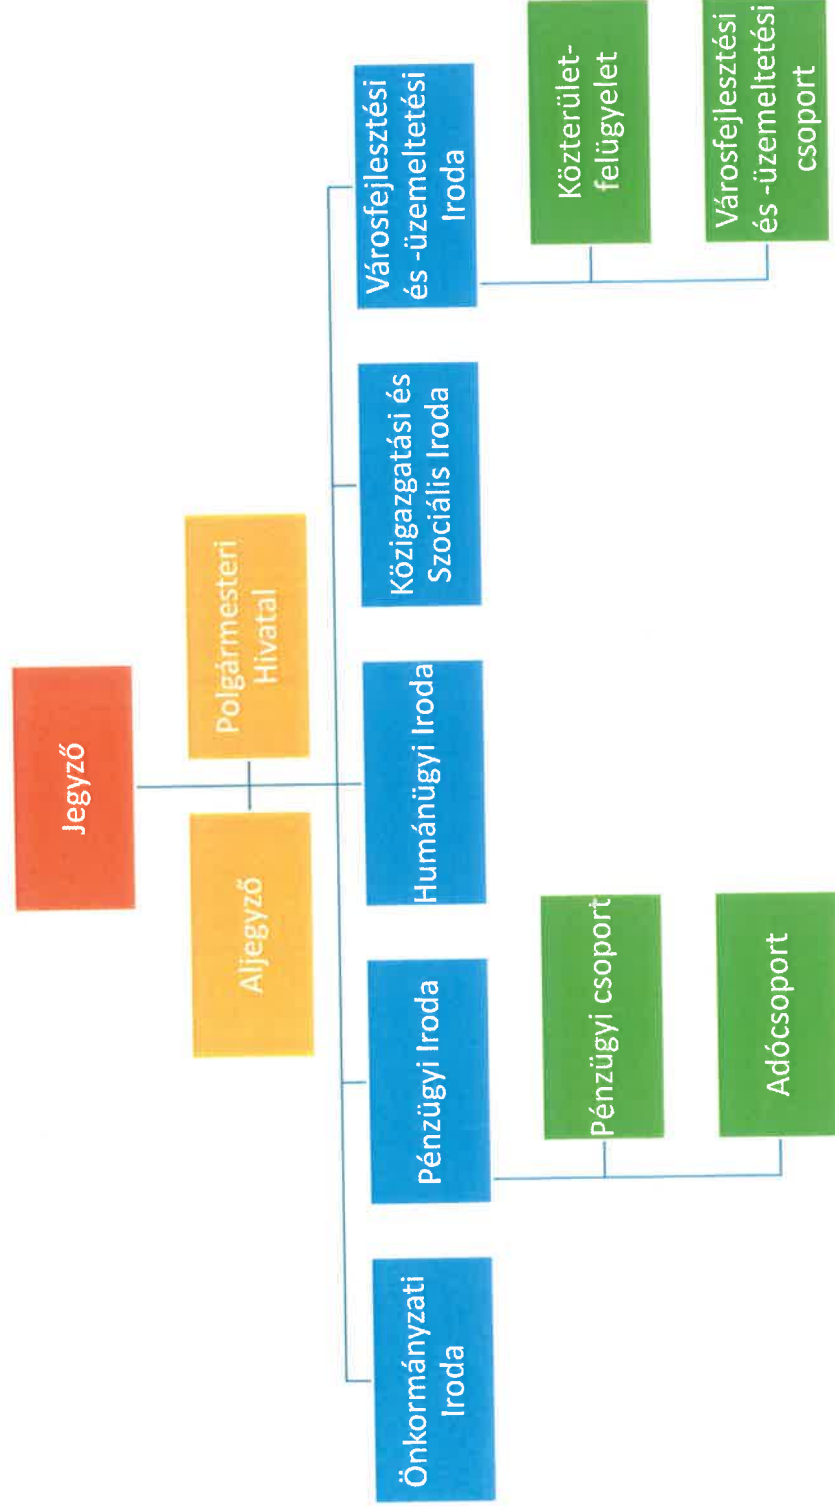 Jegyző
Aljegyző
Polgármesteri
Hivatal
Önkormányzati
Iroda
Pénzügyi Iroda
Humánügyi Iroda
Közigazgatási és
Szociális Iroda
Városfejlesztési
és -üzemeltetési
Iroda
Pénzügyi csoport
Adócsoport
Közterület-
felügyelet
Városfejlesztési
és -üzemeltetési
csoport